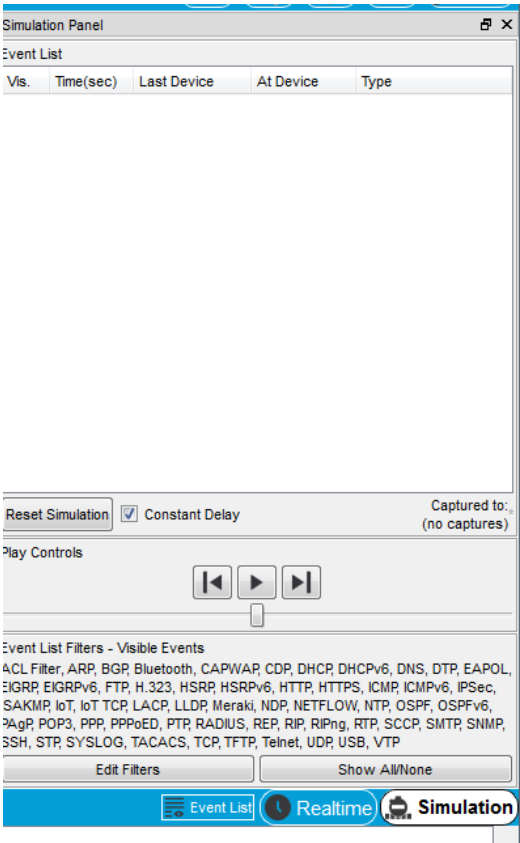 Simulation Panel
Event List
Vis. Time(sec) Last Device At Device Type
Reset Simulation Constant Delay Captured to:
(no captures)
Play Controls
Event List Filters - Visible Events
ACL Filter, ARP, BGP, Bluetooth, CAPWAP, CDP, DHCP, DHCPv6, DNS, DTP, EAPOL,
EIGRP, EIGRPv6, FTP, H.323, HSRP, HSRPv6, HTTP, HTTPS, ICMP, ICMPv6, IPSec,
ISAKMP, IoT, IoT TCP, LACP, LLDP, Meraki, NDP, NETFLOW, NTP, OSPF, OSPFv6,
PAgP, POP3, PPP, PPPoED, PTP, RADIUS, REP, RIP, RIPng, RTP, SCCP, SMTP, SNMP,
SSH, STP, SYSLOG, TACACS, TCP, TFTP, Telnet, UDP, USB, VTP
Edit Filters Show All/None
Event List Realtime Simulation